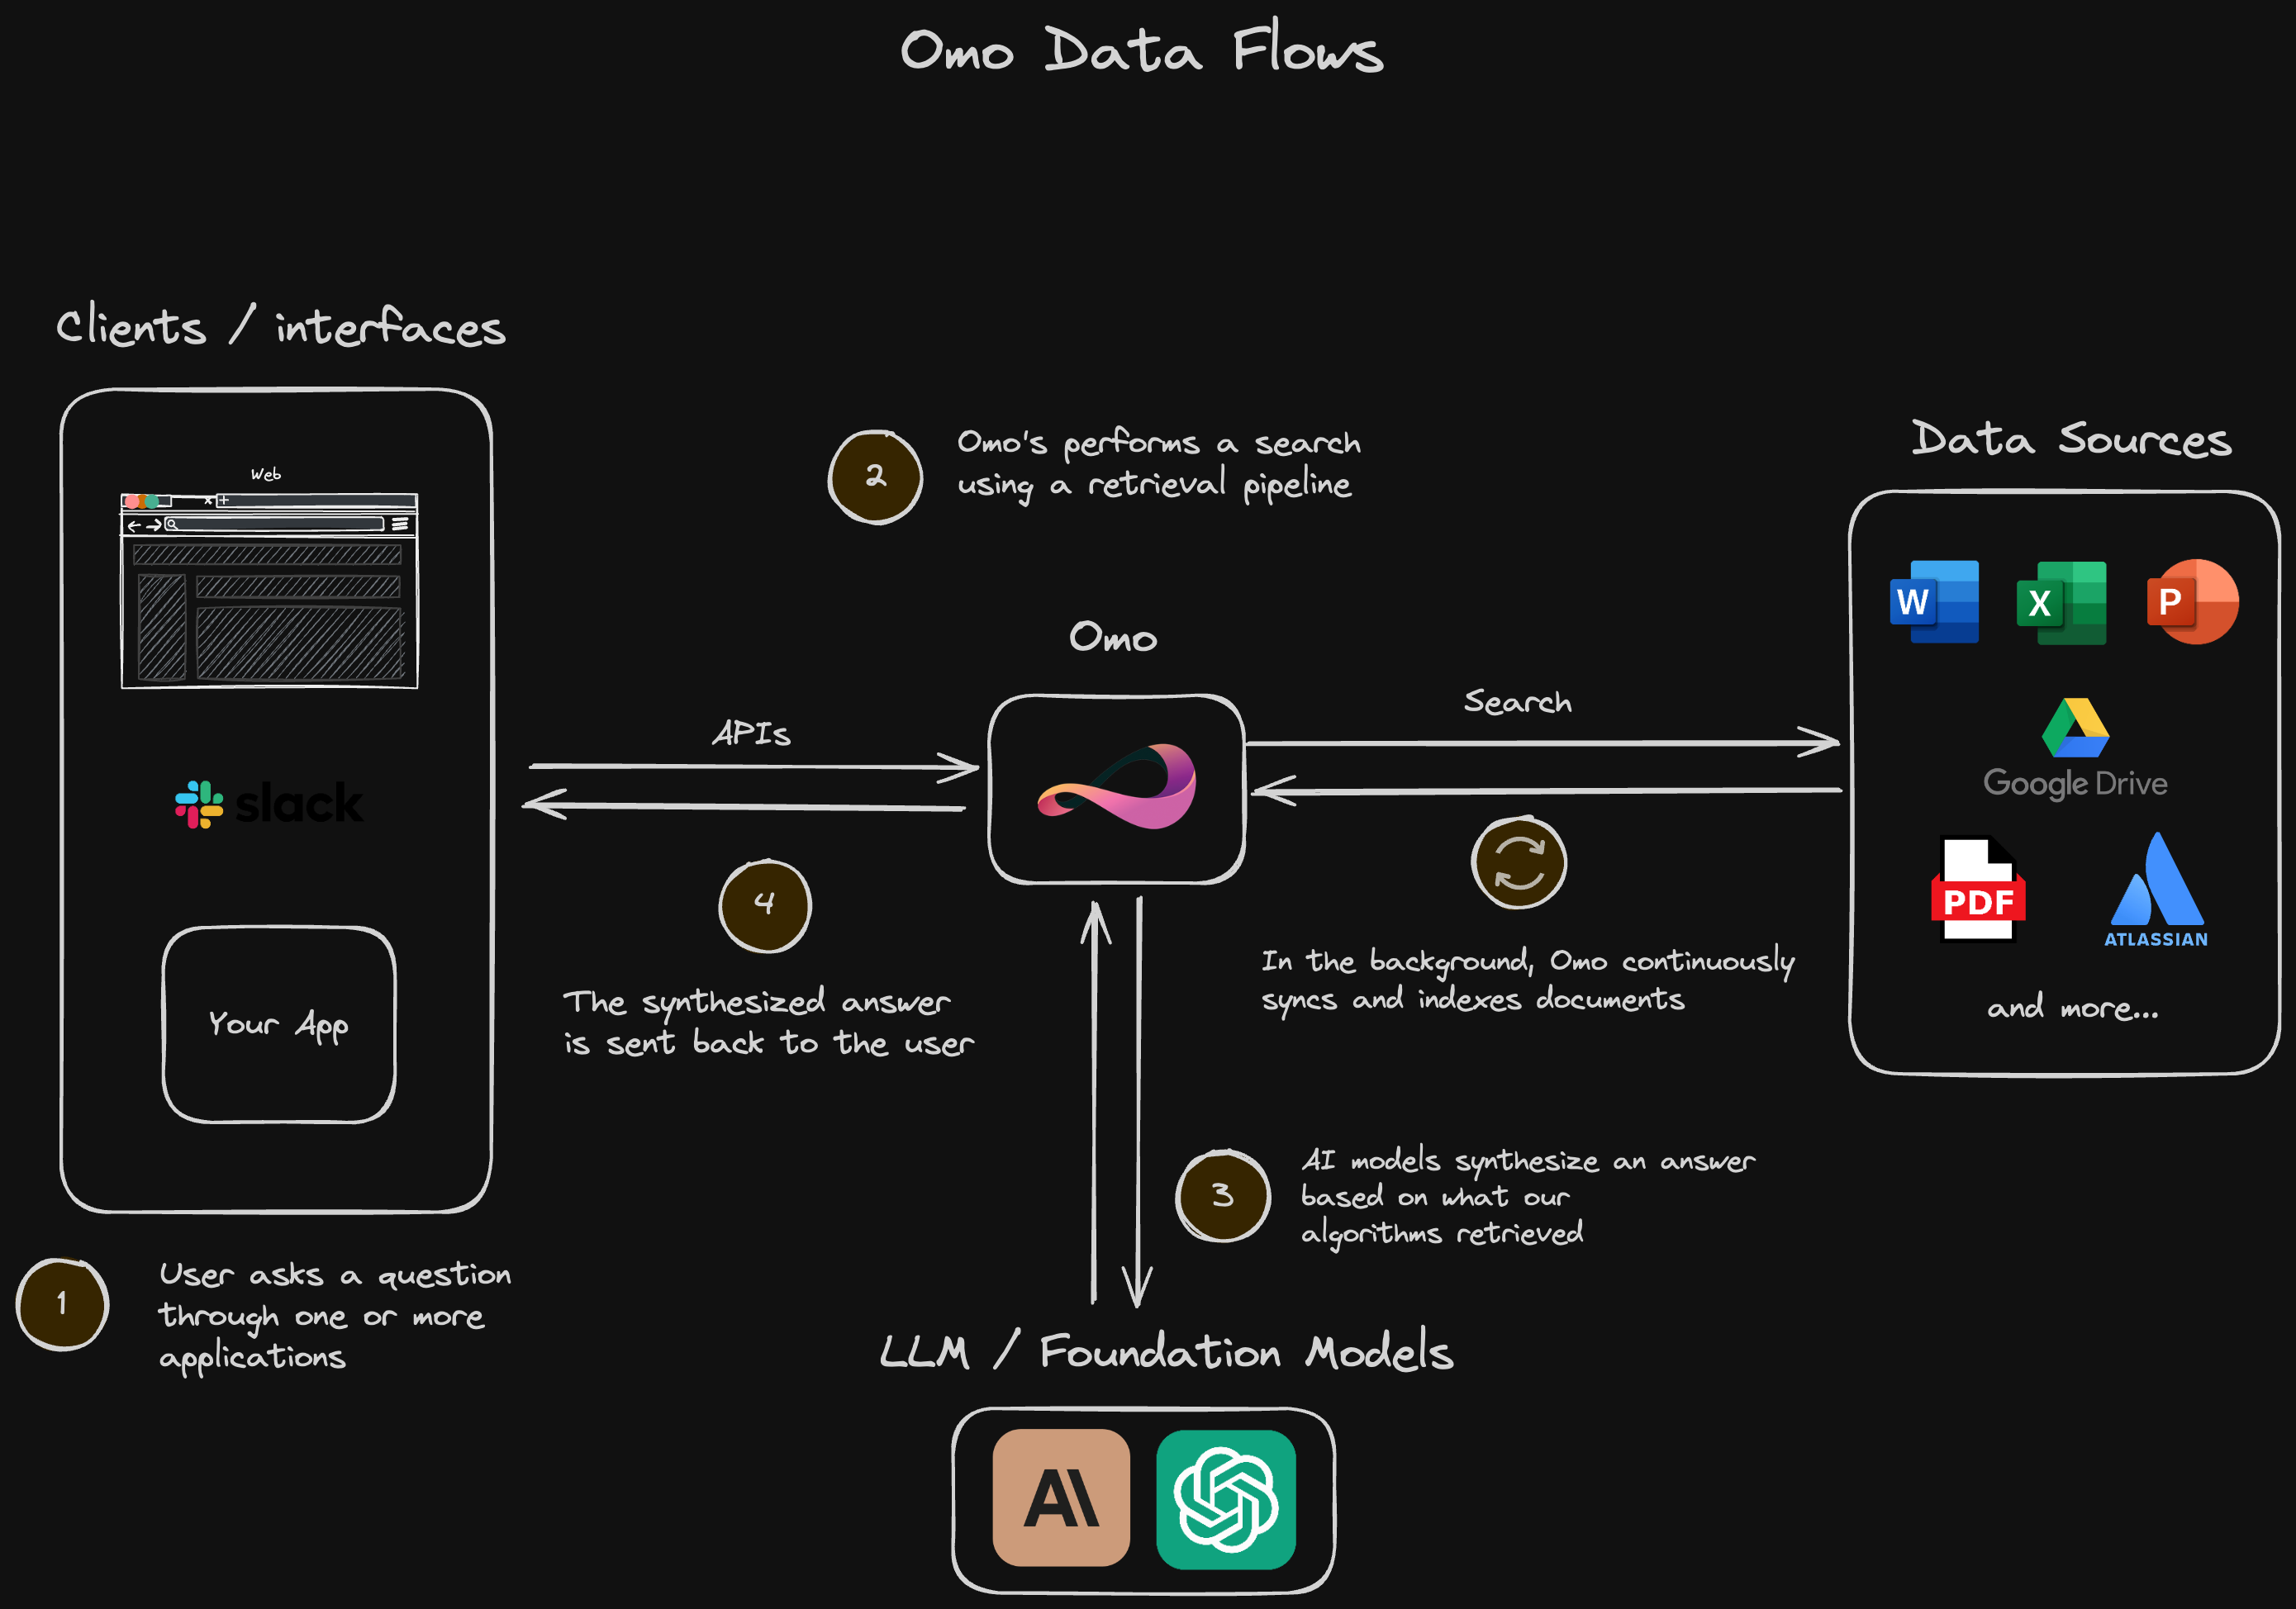 Omo Data Flows
Clients / interfaces
Web
slack
Your App
1
User asks a question
through one or more
applications
2
Omo's performs a search
using a retrieval pipeline
Omo
APIs
4
The synthesized answer
is sent back to the user
Search
In the background, Omo continuously
syncs and indexes documents
3
AI models synthesize an answer
based on what our
algorithms retrieved
LLM / Foundation Models
A\
Data Sources
W X P
Google Drive
PDF
ATLASSIAN
and more...